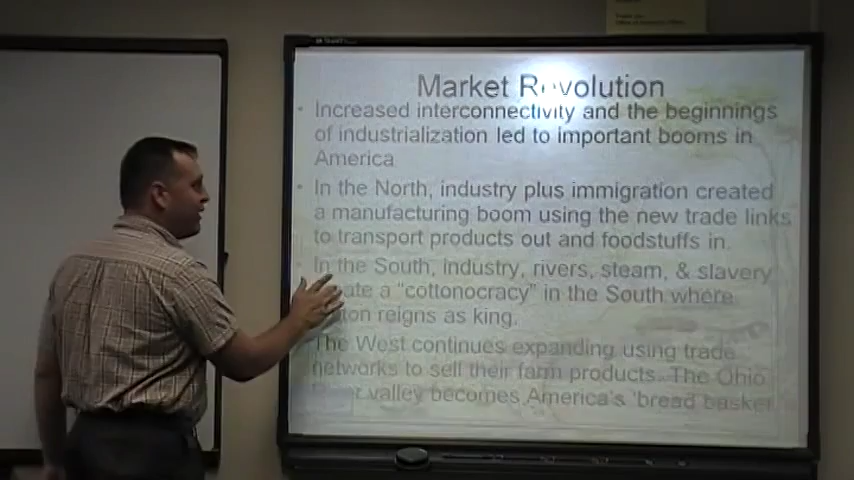 Market Revolution
• Increased interconnectivity and the beginnings
of industrialization led to important booms in
America
• In the North, industry plus immigration created
a manufacturing boom using the new trade links
to transport products out and foodstuffs in.
• In the South, industry, rivers, steam, & slavery
a "cottonocracy" in the South where
reigns as king.
The West continues expanding using trade
networks to sell their farm products. The Ohio
valley becomes America's 'bread basket